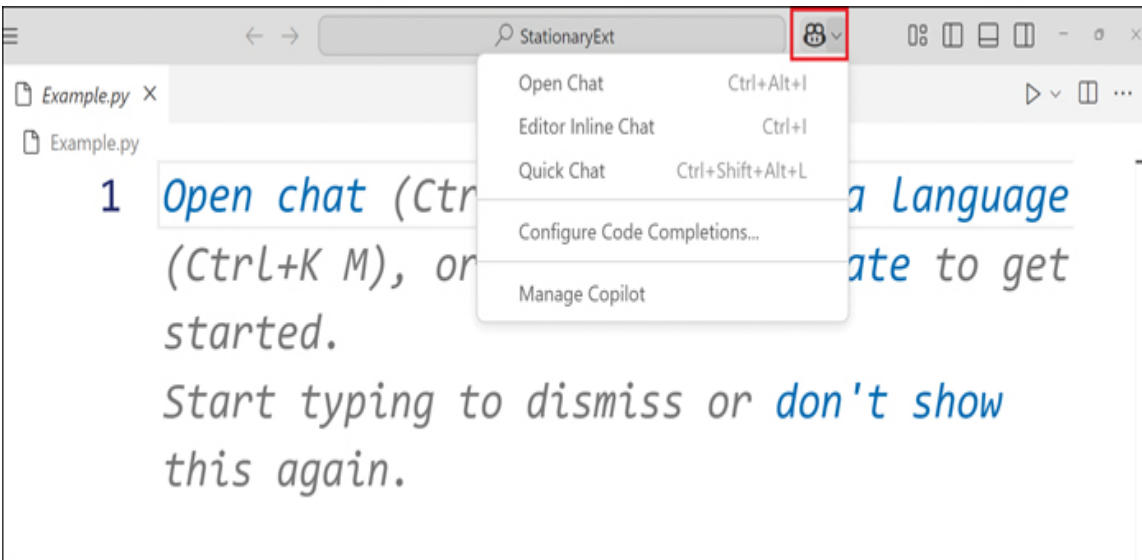 StationaryExt
Example.py
Example.py
Open Chat Ctrl+Alt+I
Editor Inline Chat Ctrl+I
Quick Chat Ctrl+Shift+Alt+L
Configure Code Completions...
Manage Copilot
1 Open chat (Ctr a language
(Ctrl+K M), or ate to get
started.
Start typing to dismiss or don't show
this again.